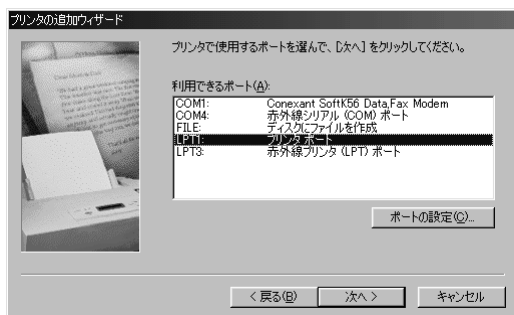 プリンタの追加ウィザード
プリンタで使用するポートを選んで、[次へ] をクリックしてください。
利用できるポート(A):
COM1: Conexant SoftK56 Data,Fax Modem
COM4: 赤外線シリアル (COM) ポート
FILE: ディスクにファイルを作成
LPT1: プリンタ ポート
LPT3: 赤外線プリンタ (LPT) ポート
ポートの設定(C)...
< 戻る(B)
次へ >
キャンセル